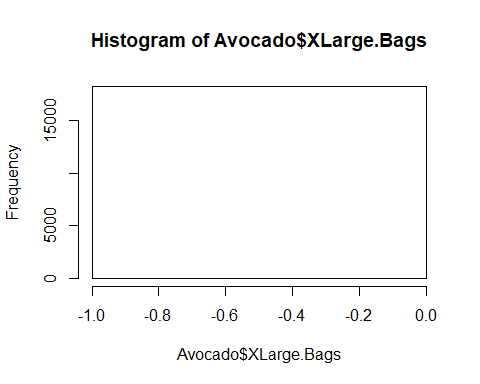 Histogram of Avocado$XLarge.Bags
Frequency
15000
5000
0
-1.0 -0.8 -0.6 -0.4 -0.2 0.0
Avocado$XLarge.Bags